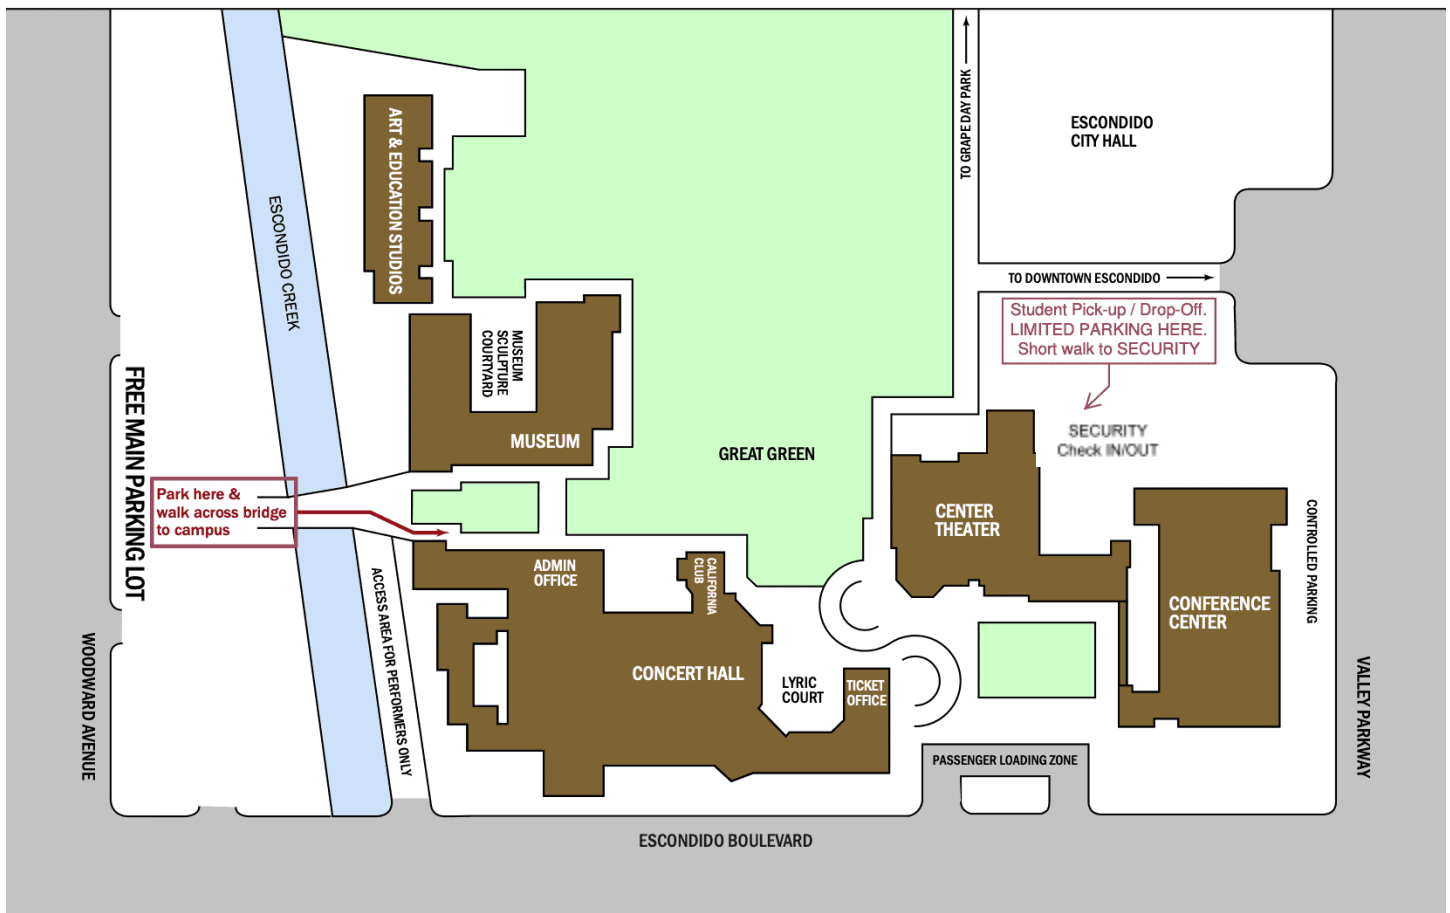 TO GRAPE DAY PARK
ESCONDIDO
CITY HALL
ART & EDUCATION STUDIOS
ESCONDIDO CREEK
TO DOWNTOWN ESCONDIDO
Student Pick-up / Drop-Off.
LIMITED PARKING HERE.
Short walk to SECURITY
MUSEUM
SCULPTURE
COURTYARD
FREE MAIN PARKING LOT
MUSEUM
GREAT GREEN
SECURITY
Check IN/OUT
Park here &
walk across bridge
to campus
CENTER
THEATER
CONTROLLED PARKING
ADMIN
OFFICE
CALIFORNIA
CLUB
ACCESS AREA FOR PERFORMERS ONLY
CONFERENCE
CENTER
WOODWARD AVENUE
CONCERT HALL
LYRIC
COURT
TICKET
OFFICE
VALLEY PARKWAY
PASSENGER LOADING ZONE
ESCONDIDO BOULEVARD